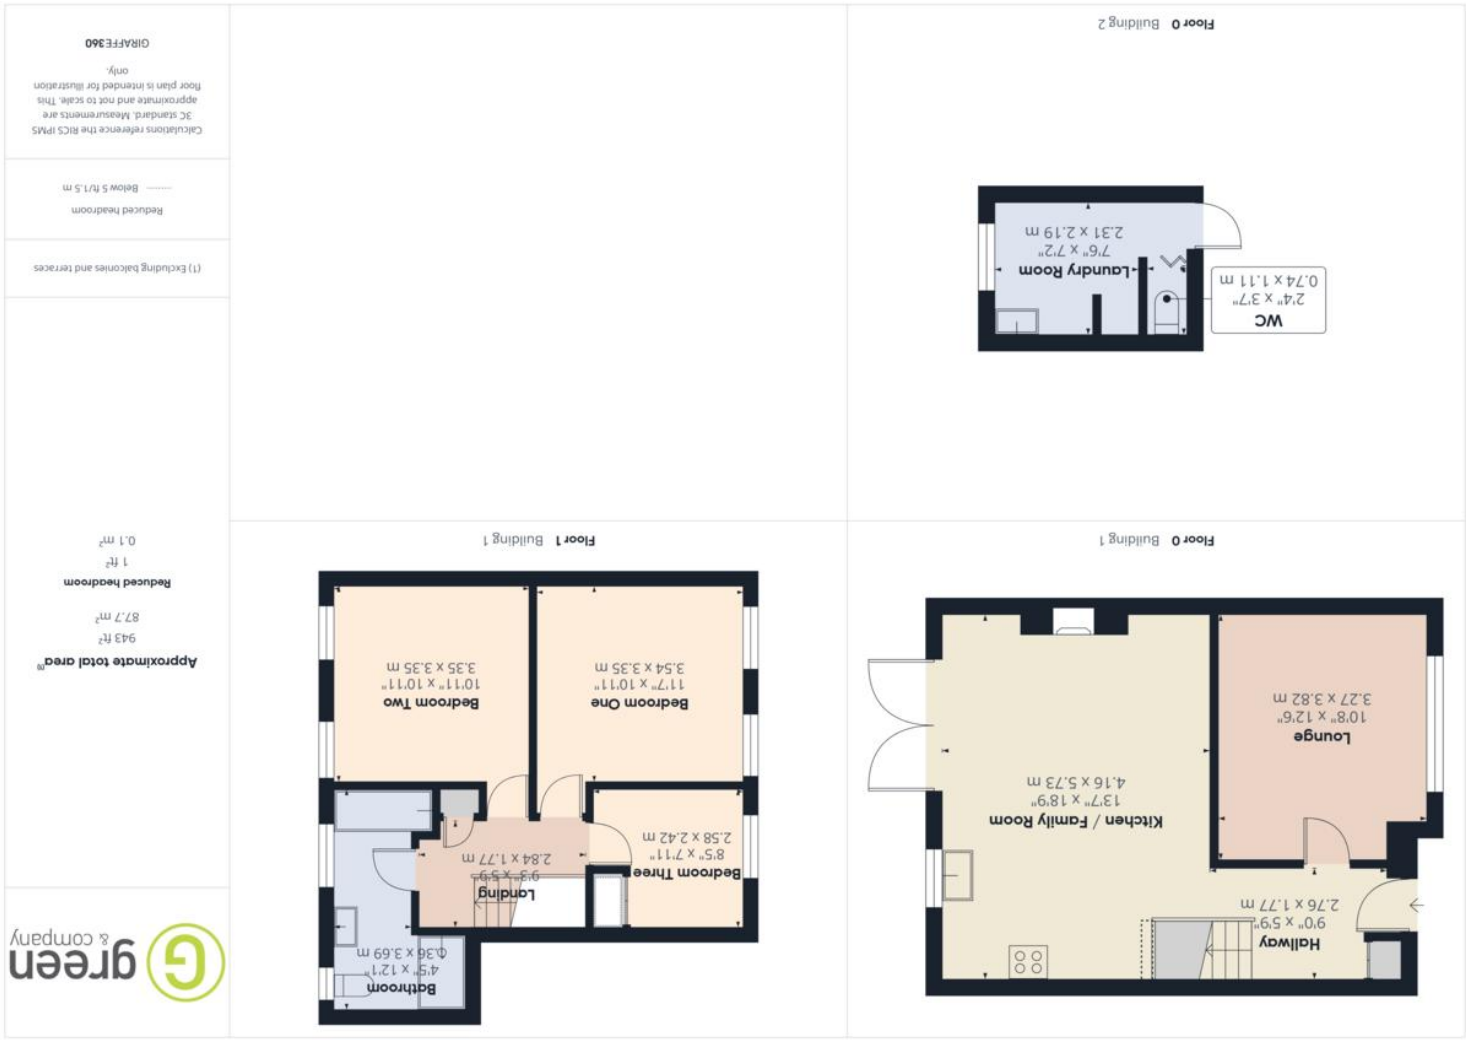 Hallway
9'0" x 5'9"
2.76 x 1.77 m
Kitchen / Family Room
13'7" x 18'9"
4.16 x 5.73 m
Lounge
10'8" x 12'6"
3.27 x 3.82 m
Floor 0 Building 1
Bathroom
4'5" x 12'1"
1.36 x 3.69 m
Landing
9'3" x 5'9"
2.84 x 1.77 m
Bedroom Three
8'5" x 7'11"
2.58 x 2.42 m
Bedroom One
11'7" x 10'11"
3.54 x 3.35 m
Bedroom Two
10'11" x 10'11"
3.35 x 3.35 m
Floor 1 Building 1
WC
2'4" x 3'7"
0.74 x 1.11 m
Laundry Room
7'6" x 7'2"
2.31 x 2.19 m
Floor 0 Building 2
G green
& company
Approximate total area(1)
943 ft²
87.7 m²
Reduced headroom
1 ft²
0.1 m²
(1) Excluding balconies and terraces
Reduced headroom
Below 5 ft/1.5 m
Calculations reference the RICS IPMS
3C standard. Measurements are
approximate and not to scale. This
floor plan is intended for illustration
only.
GIRAFFE360